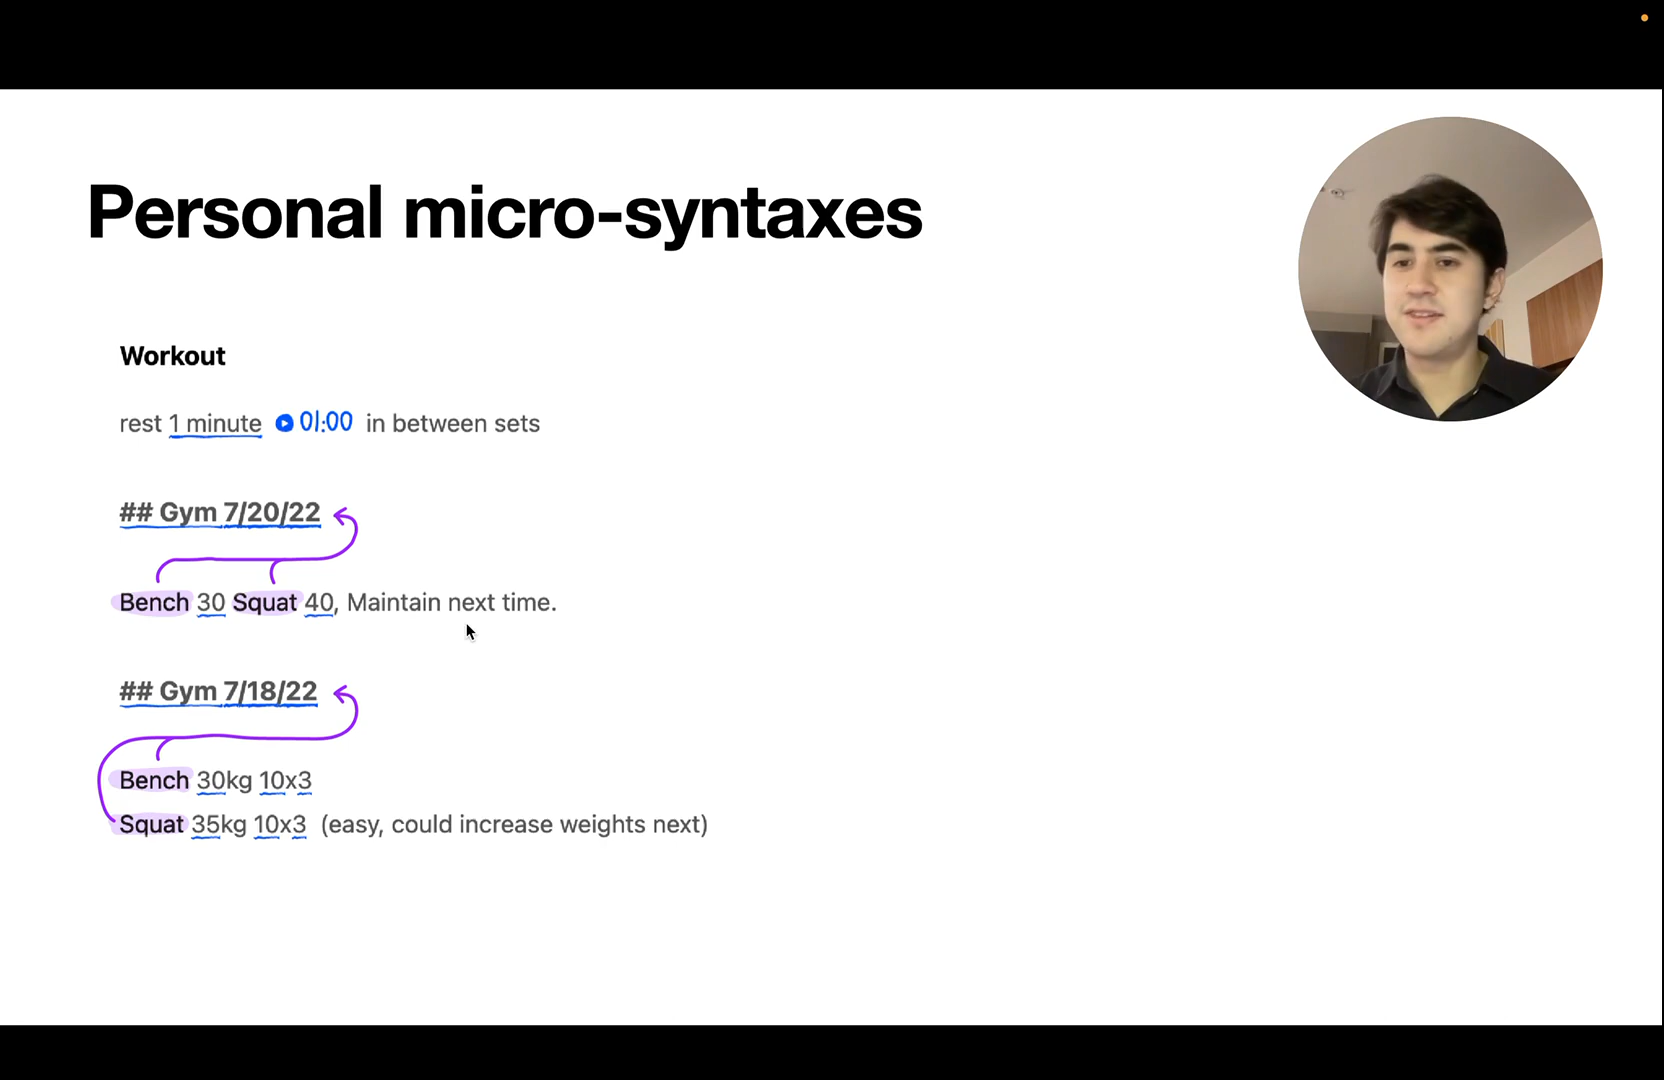 Personal micro-syntaxes
Workout
rest 1 minute 01:00 in between sets
## Gym 7/20/22
Bench 30 Squat 40, Maintain next time.
## Gym 7/18/22
Bench 30kg 10x3
Squat 35kg 10x3 (easy, could increase weights next)